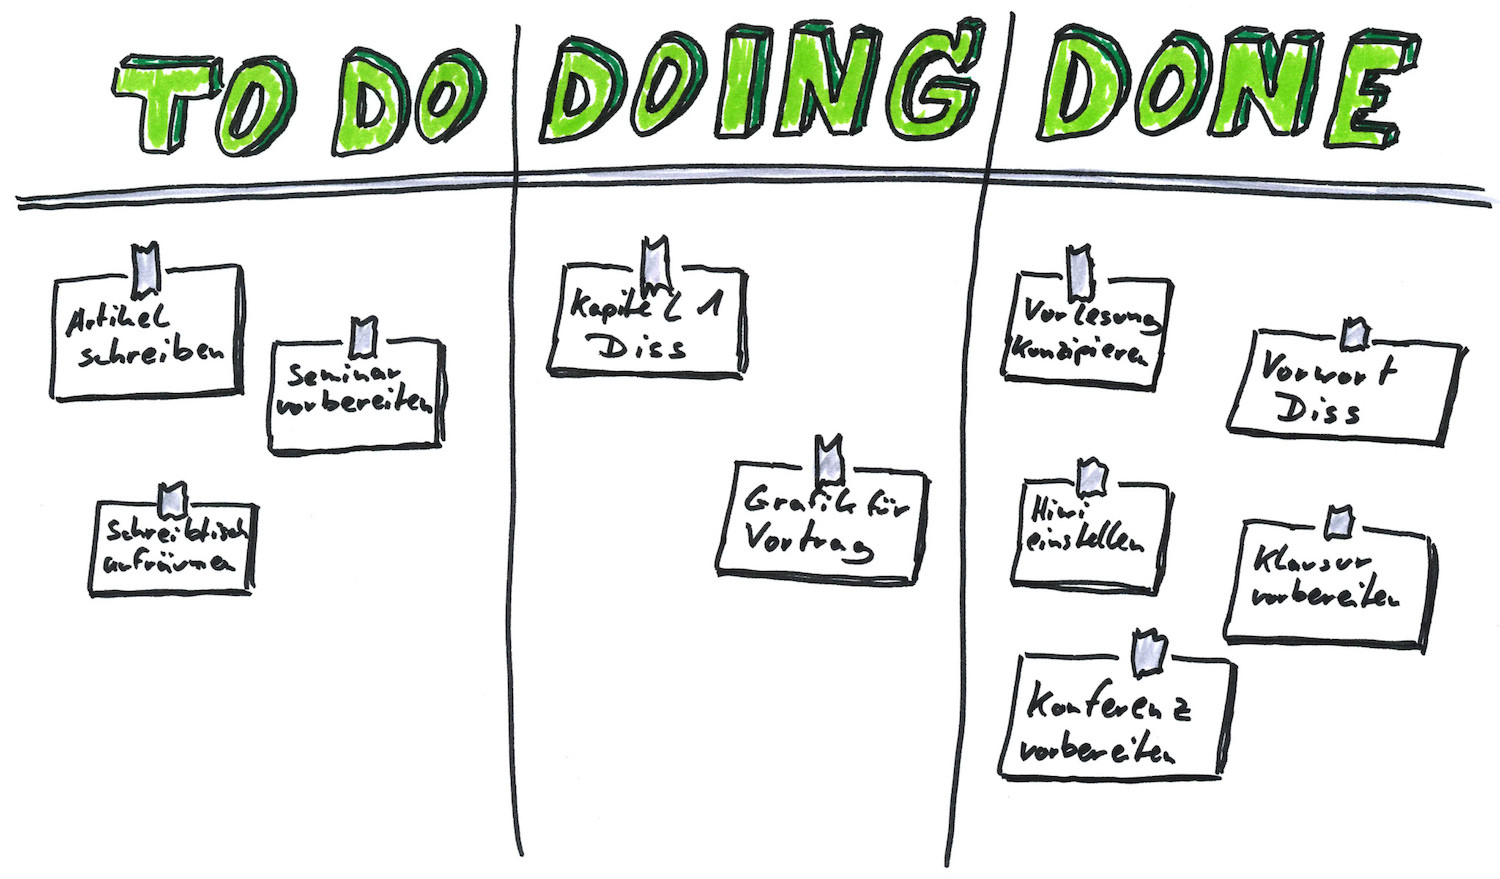 TO DO
DOING
DONE
Artikel
schreiben
Seminar
vorbereiten
Schreibtisch
aufräumen
Kapitel 1
Diss
Grafik für
Vortrag
Vorlesung
Konzipieren
Vorwort
Diss
Hiwi
einstellen
Klausur
vorbereiten
Konferenz
vorbereiten